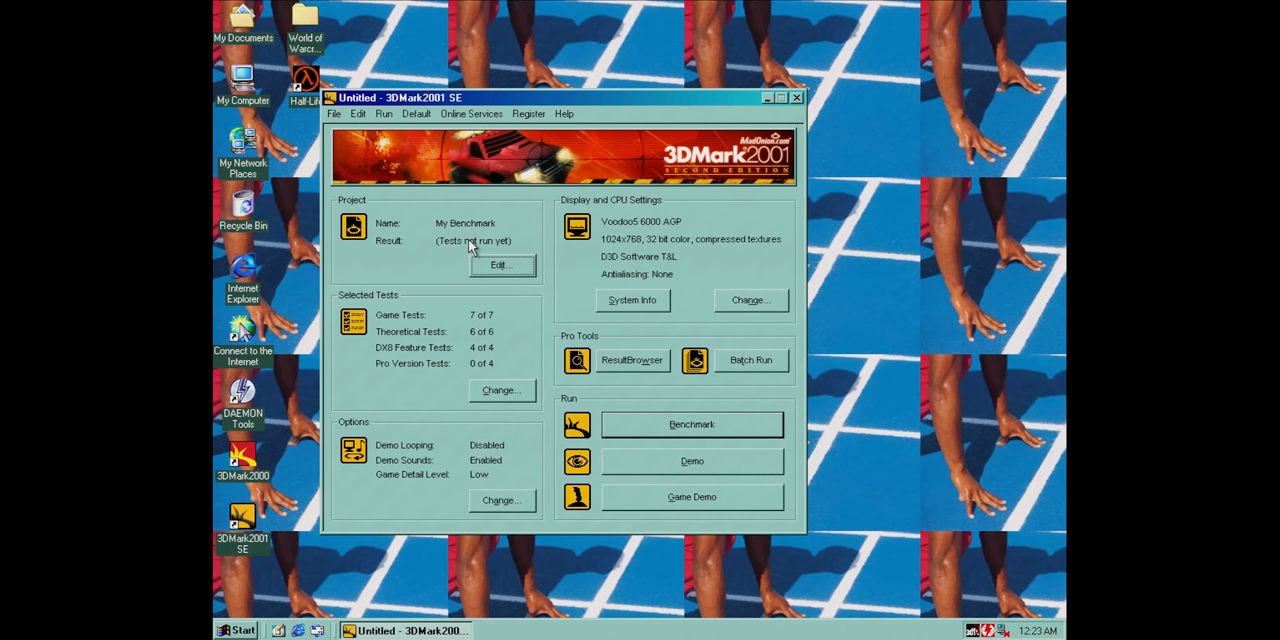 My Documents
World of
Warcr...
My Computer
Half-Life
My Network
Places
Recycle Bin
Internet
Explorer
Connect to the
Internet
DAEMON
Tools
3DMark2000
3DMark2001
SE
Untitled - 3DMark2001 SE
File Edit Run Default Online Services Register Help
MadOnion.com
3DMark2001
SECOND EDITION
Project
Name: My Benchmark
Result: (Tests not run yet)
Edit...
Selected Tests
Game Tests: 7 of 7
Theoretical Tests: 6 of 6
DX8 Feature Tests: 4 of 4
Pro Version Tests: 0 of 4
Change...
Options
Demo Looping: Disabled
Demo Sounds: Enabled
Game Detail Level: Low
Change...
Display and CPU Settings
Voodoo5 6000 AGP
1024x768, 32 bit color, compressed textures
D3D Software T&L
Antialiasing: None
System Info
Change...
Pro Tools
ResultBrowser
Batch Run
Run
Benchmark
Demo
Game Demo
Start
Untitled - 3DMark200...
3dfx
12:23 AM